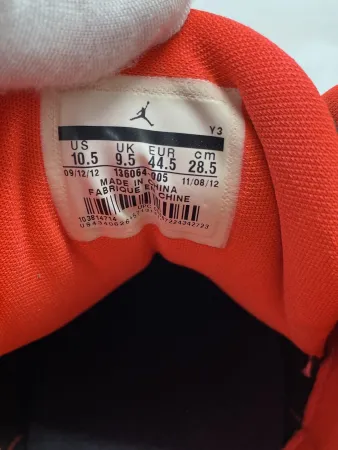 Y3
US UK EUR cm
10.5 9.5 44.5 28.5
09/12/12 136064-005 11/08/12
MADE IN CHINA
FABRIQUE EN CHINE